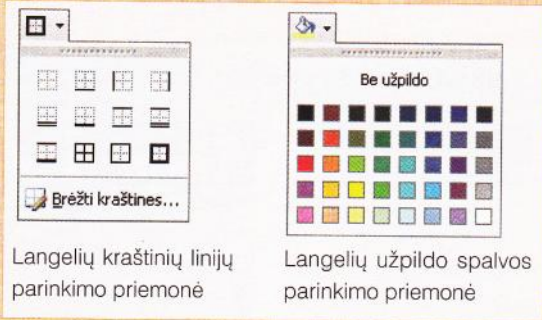 Be užpildo
Brėžti kraštines...
Langelių kraštinių linijų
parinkimo priemonė
Langelių užpildo spalvos
parinkimo priemonė